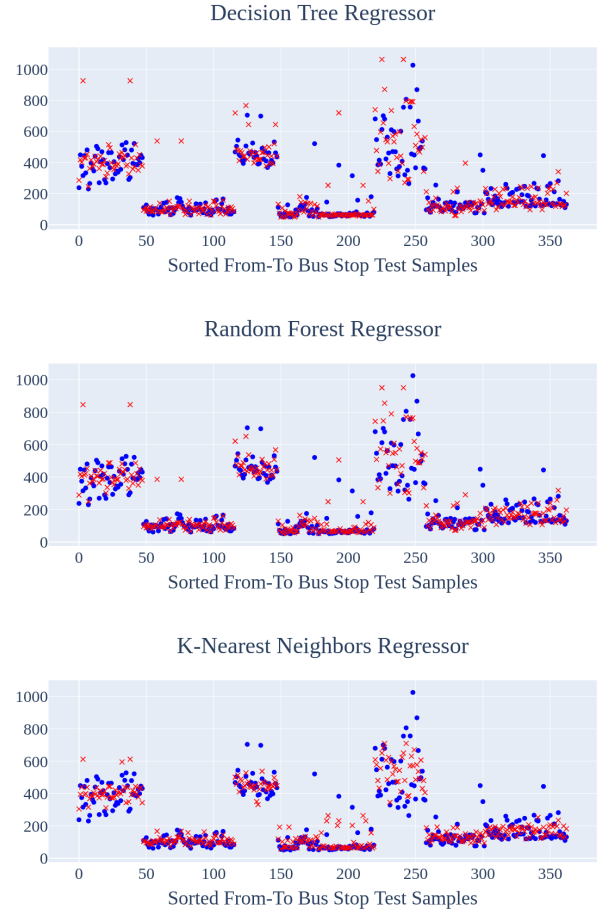 Decision Tree Regressor
1000
800
600
400
200
0
0 50 100 150 200 250 300 350
Sorted From-To Bus Stop Test Samples
Random Forest Regressor
1000
800
600
400
200
0
0 50 100 150 200 250 300 350
Sorted From-To Bus Stop Test Samples
K-Nearest Neighbors Regressor
1000
800
600
400
200
0
0 50 100 150 200 250 300 350
Sorted From-To Bus Stop Test Samples